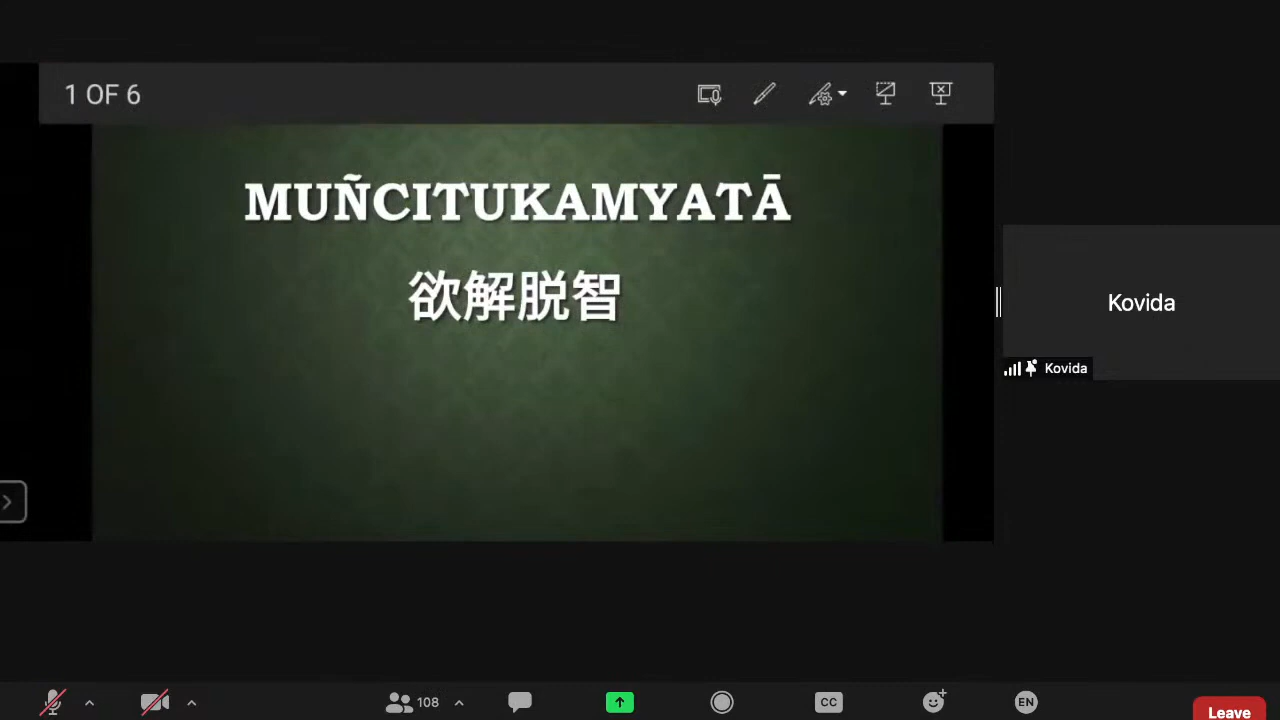 1 OF 6
MUÑCITUKAMYATĀ
欲解脱智
Kovida
Kovida
108
CC
EN
Leave